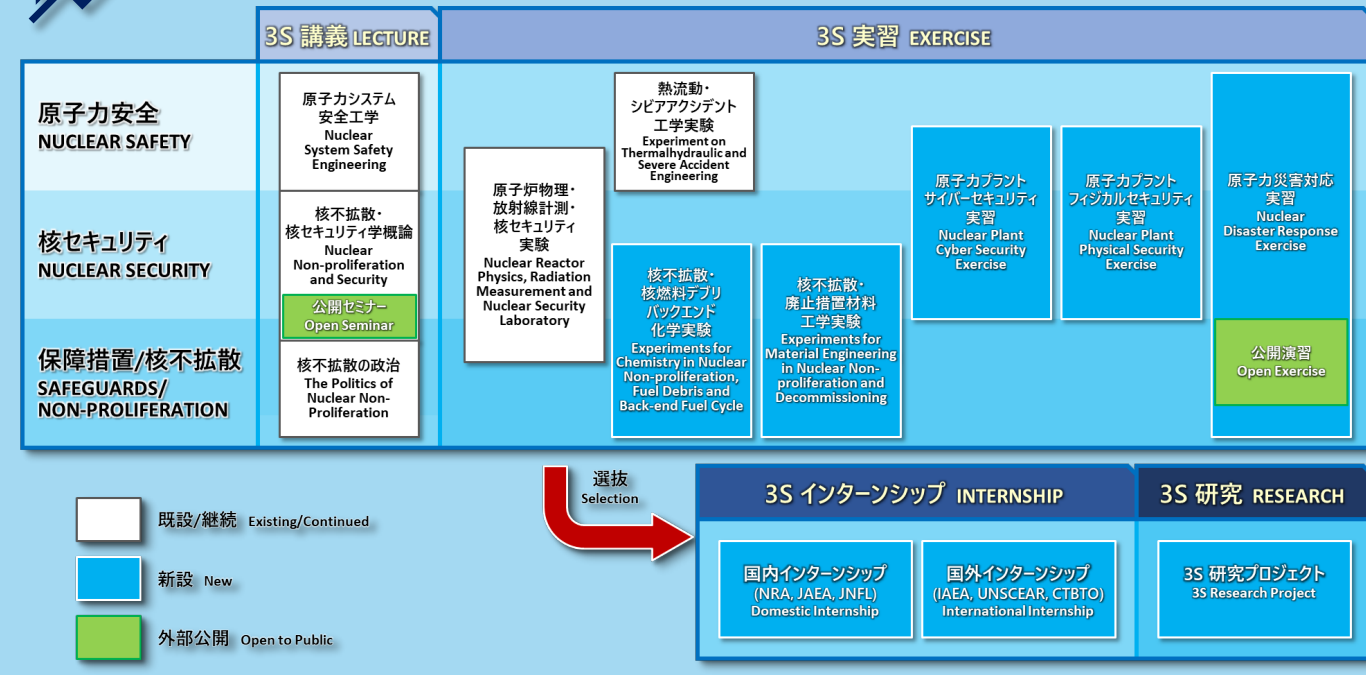 3S 講義 LECTURE
3S 実習 EXERCISE
原子力安全
NUCLEAR SAFETY
核セキュリティ
NUCLEAR SECURITY
保障措置/核不拡散
SAFEGUARDS/
NON-PROLIFERATION
原子力システム
安全工学
Nuclear
System Safety
Engineering
核不拡散・
核セキュリティ学概論
Nuclear
Non-proliferation
and Security
公開セミナー
Open Seminar
核不拡散の政治
The Politics of
Nuclear Non-
Proliferation
原子炉物理・
放射線計測・
核セキュリティ
実験
Nuclear Reactor
Physics, Radiation
Measurement and
Nuclear Security
Laboratory
熱流動・
シビアアクシデント
工学実験
Experiment on
Thermalhydraulic and
Severe Accident
Engineering
核不拡散・
核燃料デブリ
バックエンド
化学実験
Experiments for
Chemistry in Nuclear
Non-proliferation,
Fuel Debris and
Back-end Fuel Cycle
核不拡散・
廃止措置材料
工学実験
Experiments for
Material Engineering
in Nuclear Non-
proliferation and
Decommissioning
原子力プラント
サイバーセキュリティ
実習
Nuclear Plant
Cyber Security
Exercise
原子力プラント
フィジカルセキュリティ
実習
Nuclear Plant
Physical Security
Exercise
原子力災害対応
実習
Nuclear
Disaster Response
Exercise
公開演習
Open Exercise
選抜
Selection
既設/継続 Existing/Continued
新設 New
外部公開 Open to Public
3S インターンシップ INTERNSHIP
3S 研究 RESEARCH
国内インターンシップ
(NRA, JAEA, JNFL)
Domestic Internship
国外インターンシップ
(IAEA, UNSCEAR, CTBTO)
International Internship
3S 研究プロジェクト
3S Research Project